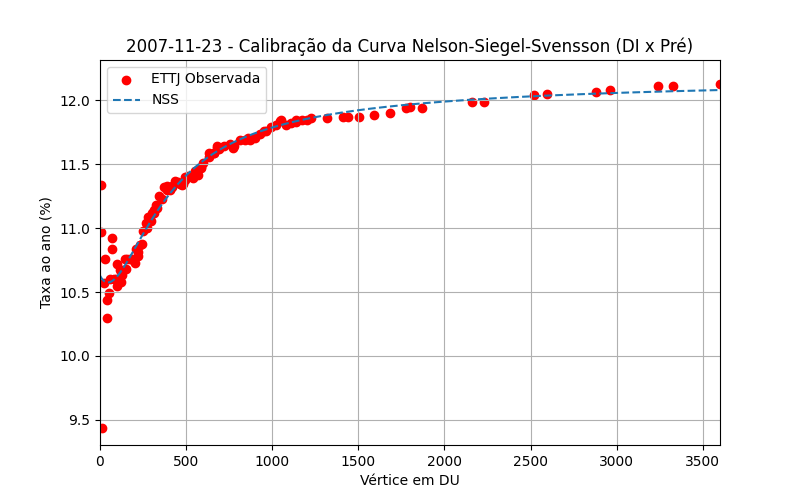 2007-11-23 - Calibração da Curva Nelson-Siegel-Svensson (DI x Pré)
ETTJ Observada
NSS
Taxa ao ano (%)
12.0
11.5
11.0
10.5
10.0
9.5
0 500 1000 1500 2000 2500 3000 3500
Vértice em DU